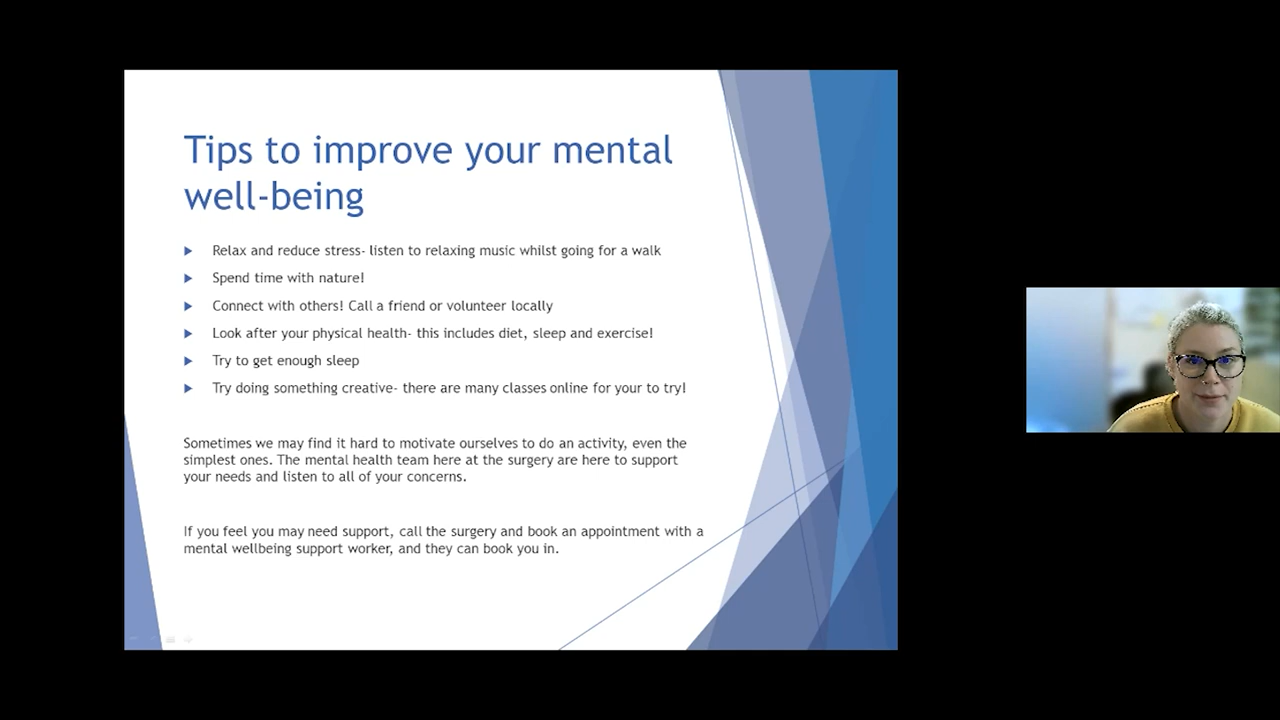 Tips to improve your mental
well-being
Relax and reduce stress- listen to relaxing music whilst going for a walk
Spend time with nature!
Connect with others! Call a friend or volunteer locally
Look after your physical health- this includes diet, sleep and exercise!
Try to get enough sleep
Try doing something creative- there are many classes online for your to try!
Sometimes we may find it hard to motivate ourselves to do an activity, even the
simplest ones. The mental health team here at the surgery are here to support
your needs and listen to all of your concerns.
If you feel you may need support, call the surgery and book an appointment with a
mental wellbeing support worker, and they can book you in.